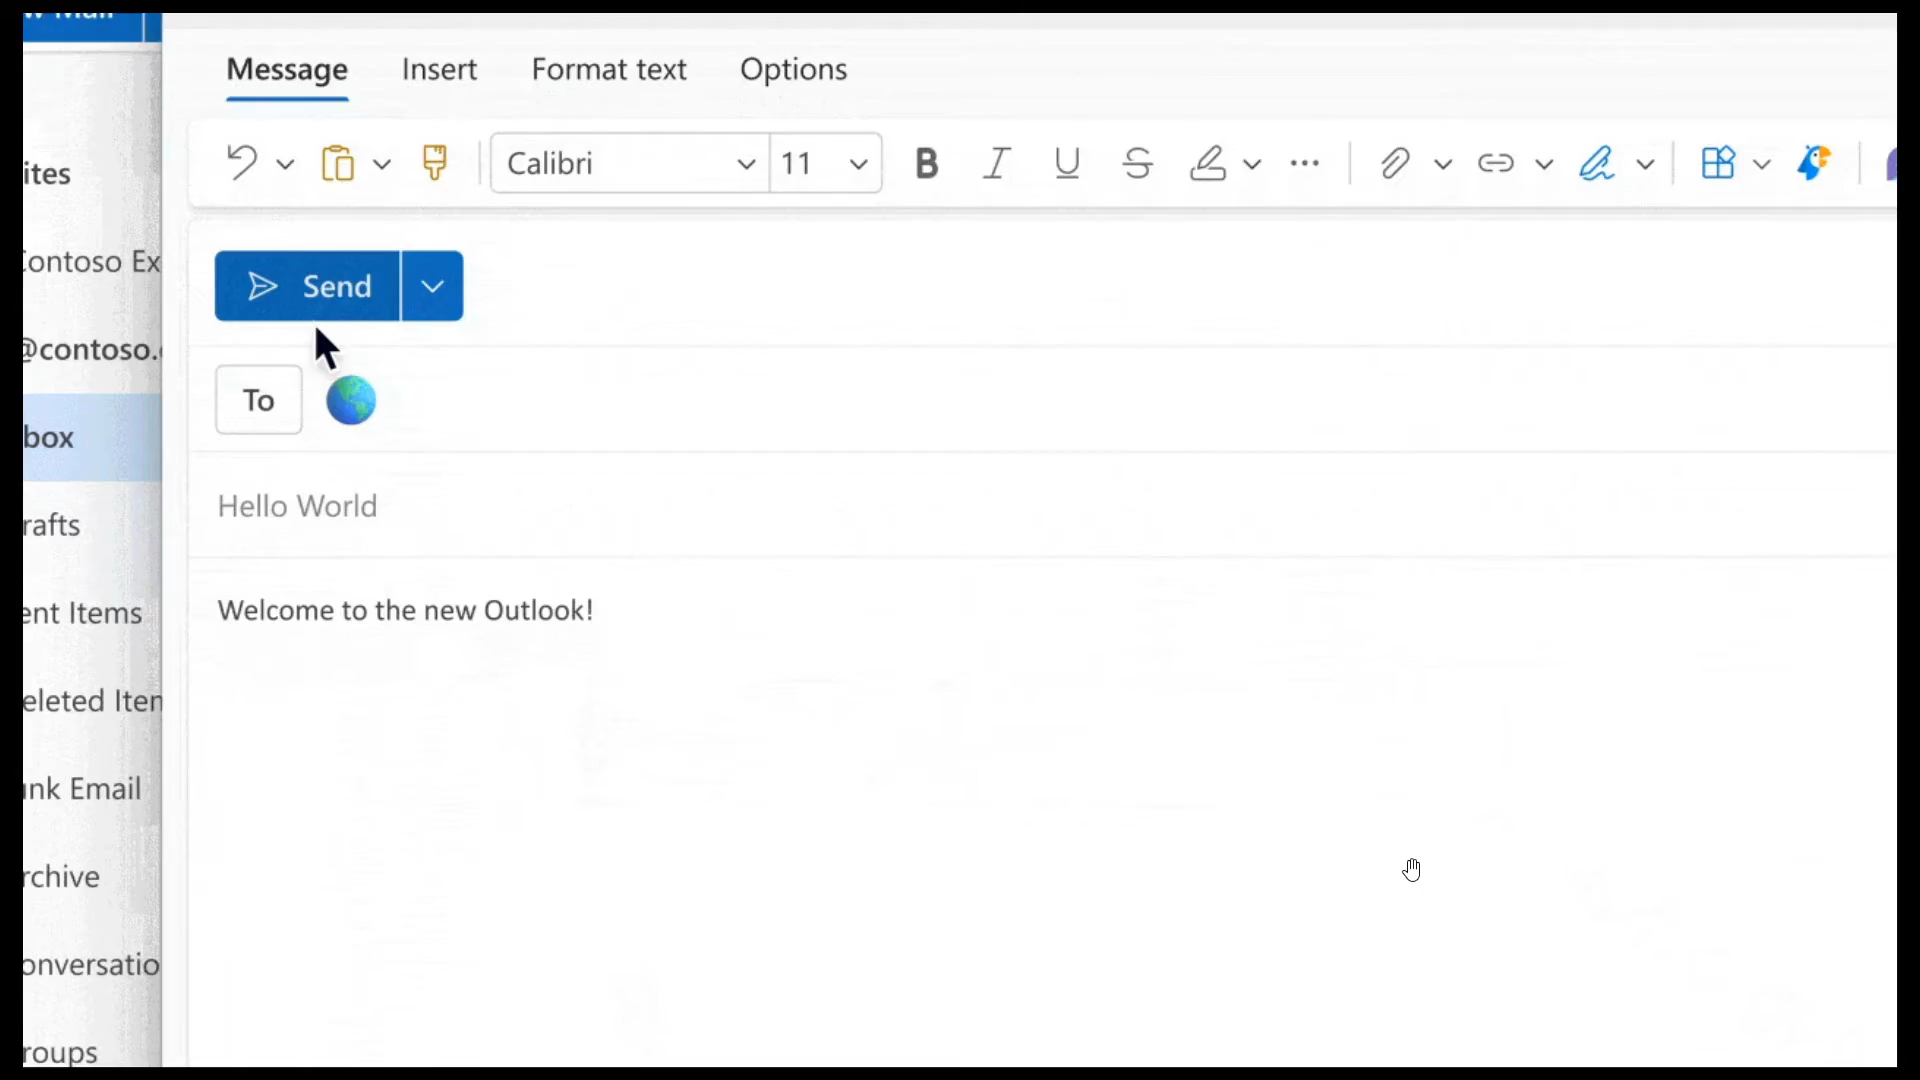 Message Insert Format text Options
Calibri 11 B I U S
Send
To
Hello World
Welcome to the new Outlook!
ites
ontoso Ex
@contoso.
box
rafts
ent Items
eleted Iten
nk Email
rchive
onversatio
roups